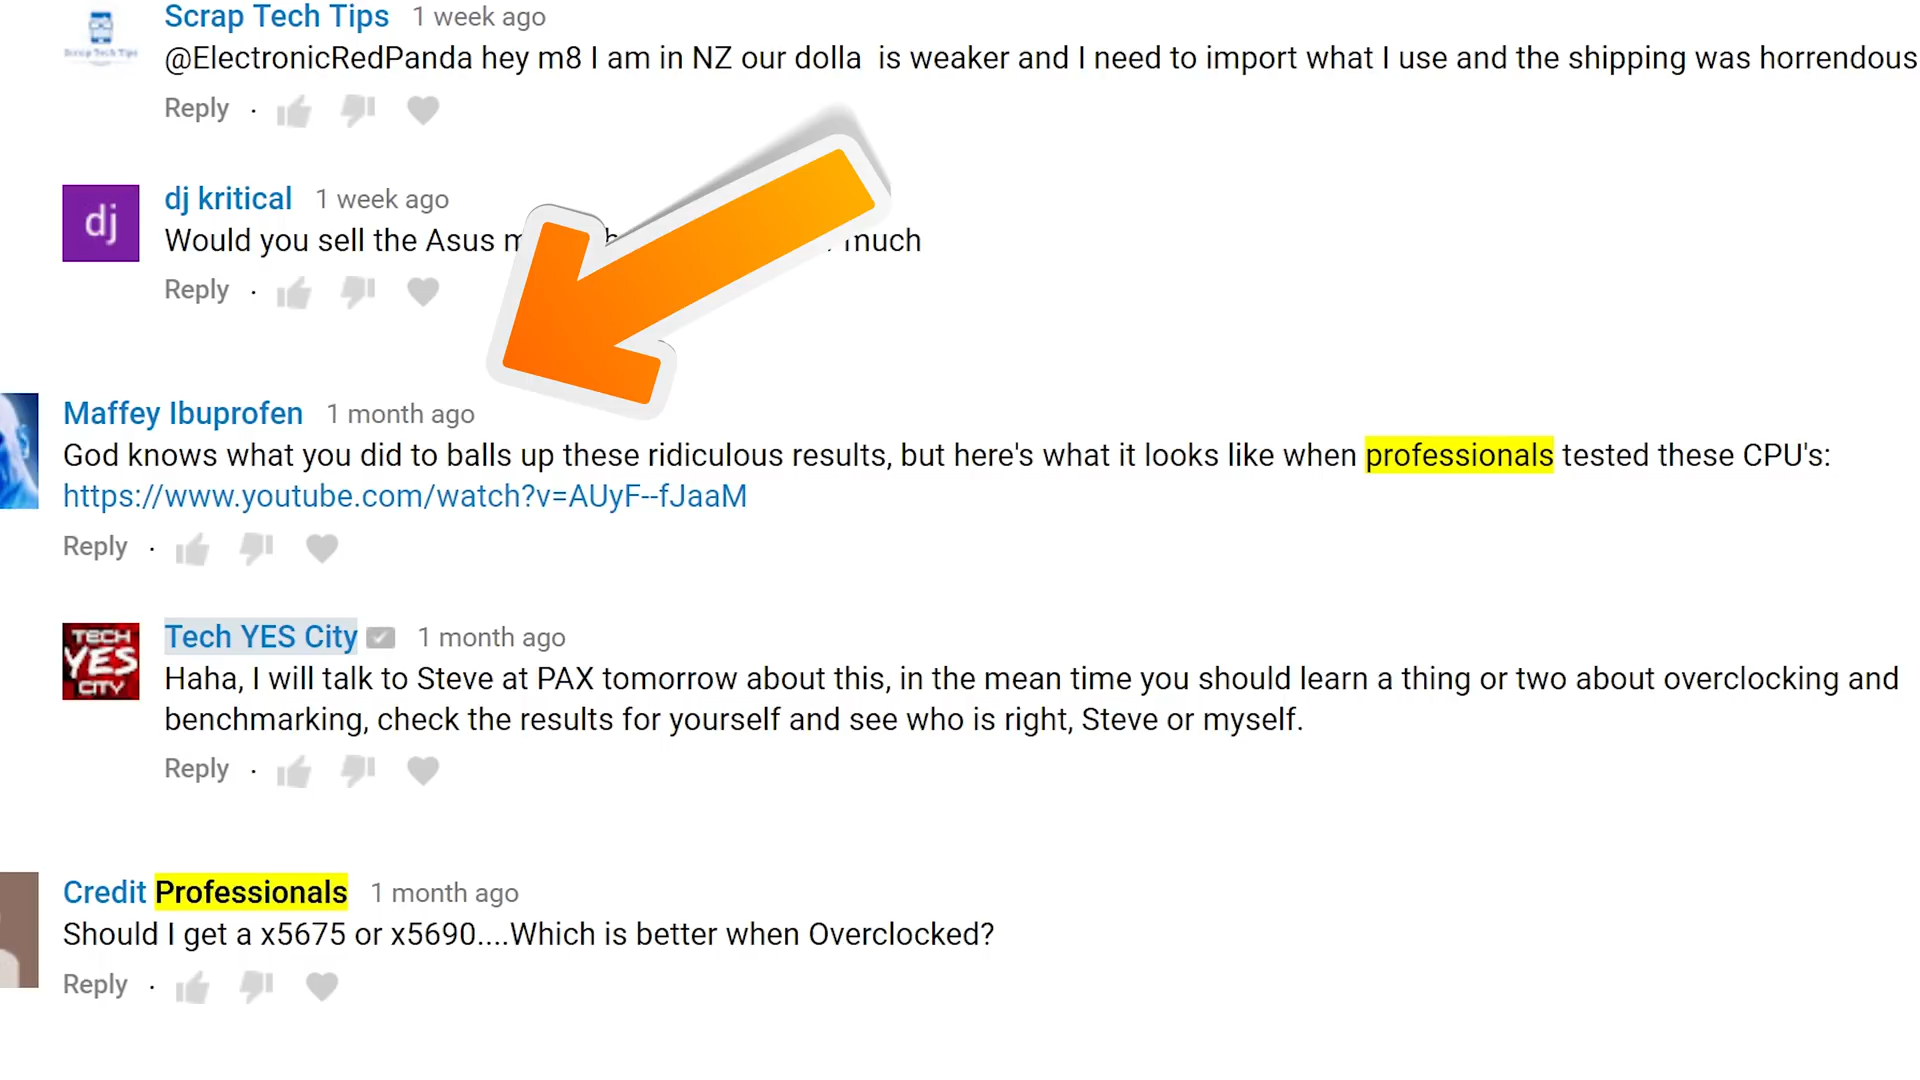 Scrap Tech Tips 1 week ago
Scrap Tech Tips
@ElectronicRedPanda hey m8 I am in NZ our dolla is weaker and I need to import what I use and the shipping was horrendous
Reply ·
dj
dj kritical 1 week ago
Would you sell the Asus much
Reply ·
Maffey Ibuprofen 1 month ago
God knows what you did to balls up these ridiculous results, but here's what it looks like when professionals tested these CPU's:
https://www.youtube.com/watch?v=AUyF--fJaaM
Reply ·
TECH
YES
CITY
Tech YES City 1 month ago
Haha, I will talk to Steve at PAX tomorrow about this, in the mean time you should learn a thing or two about overclocking and
benchmarking, check the results for yourself and see who is right, Steve or myself.
Reply ·
Credit Professionals 1 month ago
Should I get a x5675 or x5690....Which is better when Overclocked?
Reply ·